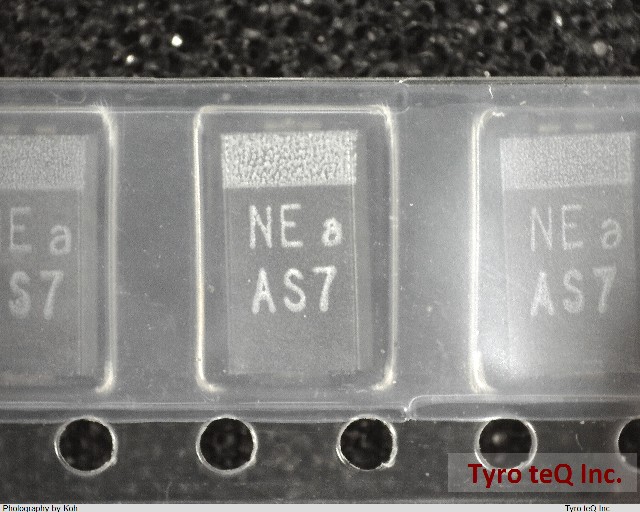 E a
S7
NE a
AS7
NE a
AS7
Tyro teQ Inc.
Photography by Koh
Tyro teQ Inc.